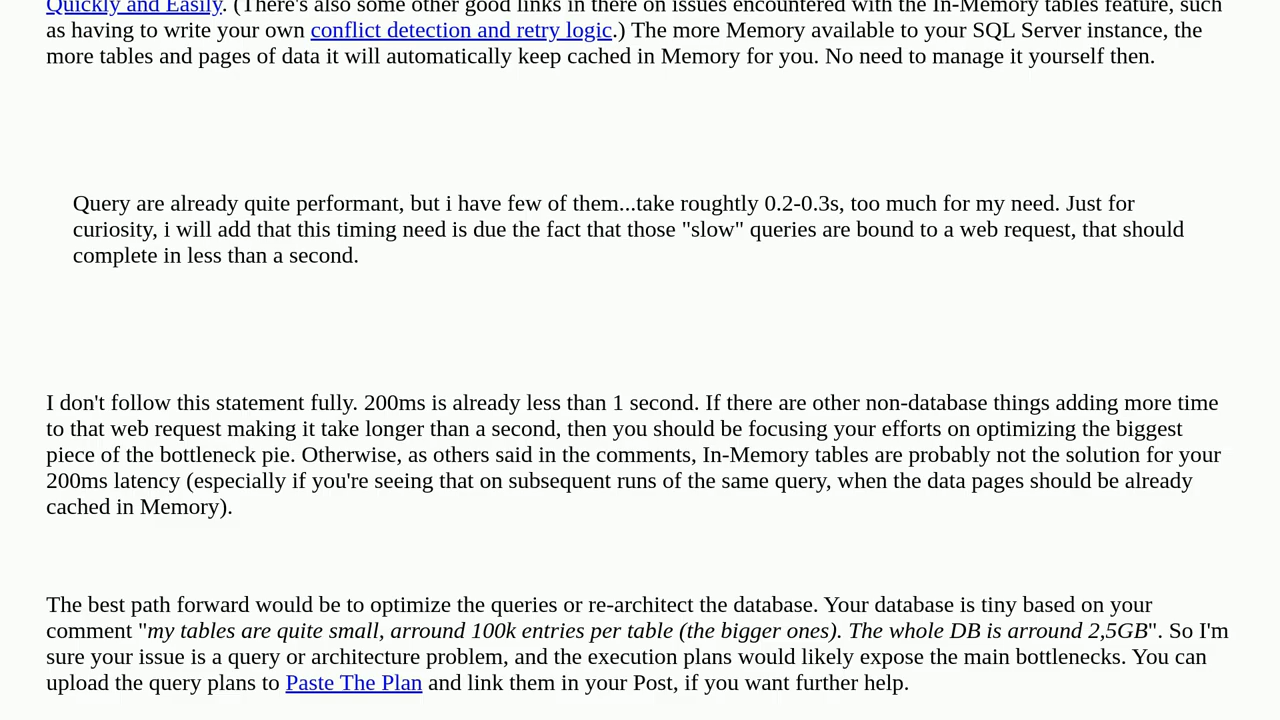 Quickly and Easily. (There's also some other good links in there on issues encountered with the In-Memory tables feature, such
as having to write your own conflict detection and retry logic.) The more Memory available to your SQL Server instance, the
more tables and pages of data it will automatically keep cached in Memory for you. No need to manage it yourself then.
Query are already quite performant, but i have few of them...take roughtly 0.2-0.3s, too much for my need. Just for
curiosity, i will add that this timing need is due the fact that those "slow" queries are bound to a web request, that should
complete in less than a second.
I don't follow this statement fully. 200ms is already less than 1 second. If there are other non-database things adding more time
to that web request making it take longer than a second, then you should be focusing your efforts on optimizing the biggest
piece of the bottleneck pie. Otherwise, as others said in the comments, In-Memory tables are probably not the solution for your
200ms latency (especially if you're seeing that on subsequent runs of the same query, when the data pages should be already
cached in Memory).
The best path forward would be to optimize the queries or re-architect the database. Your database is tiny based on your
comment "my tables are quite small, arround 100k entries per table (the bigger ones). The whole DB is arround 2,5GB". So I'm
sure your issue is a query or architecture problem, and the execution plans would likely expose the main bottlenecks. You can
upload the query plans to Paste The Plan and link them in your Post, if you want further help.